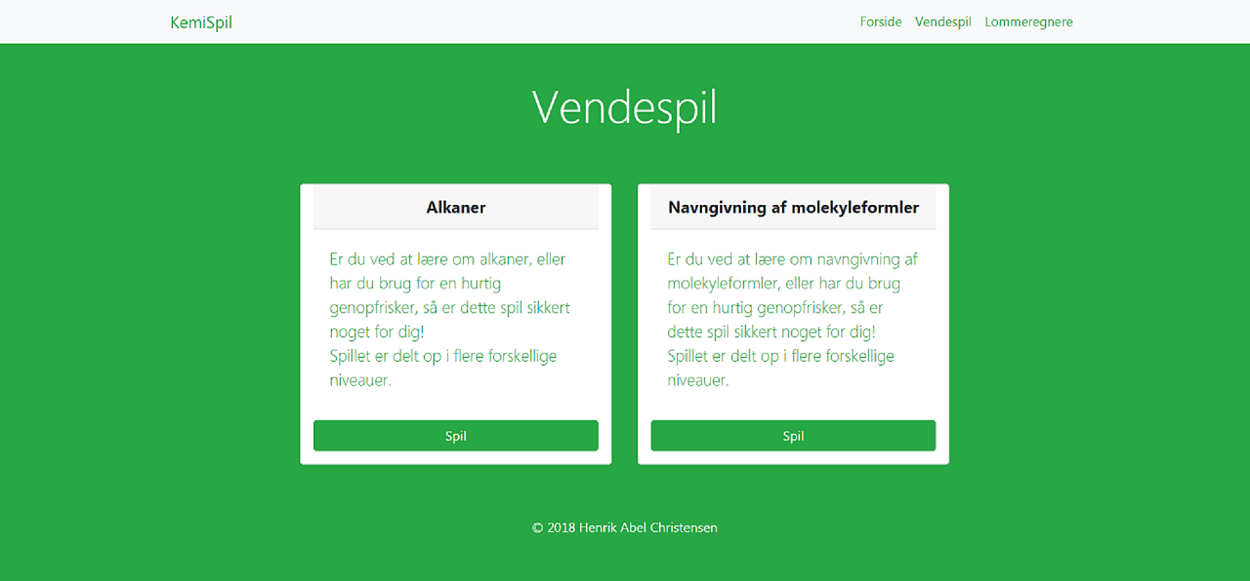 KemiSpil
Forside Vendespil Lommeregnere
Vendespil
Alkaner
Er du ved at lære om alkaner, eller
har du brug for en hurtig
genopfrisker, så er dette spil sikkert
noget for dig!
Spillet er delt op i flere forskellige
niveauer.
Spil
Navngivning af molekyleformler
Er du ved at lære om navngivning af
molekyleformler, eller har du brug
for en hurtig genopfrisker, så er
dette spil sikkert noget for dig!
Spillet er delt op i flere forskellige
niveauer.
Spil
© 2018 Henrik Abel Christensen